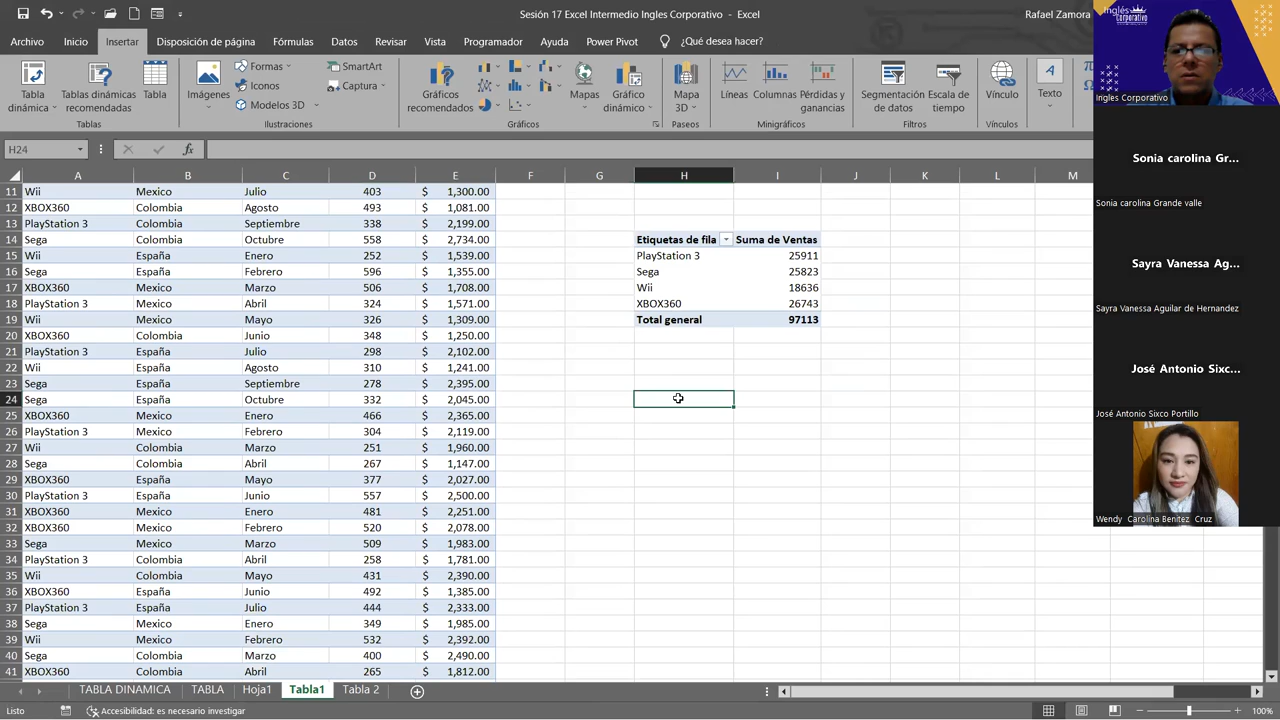 Sesión 17 Excel Intermedio Ingles Corporativo - Excel
Rafael Zamora
Archivo Inicio Insertar Disposición de página Fórmulas Datos Revisar Vista Programador Ayuda Power Pivot ¿Qué desea hacer?
Tabla dinámica
Tablas dinámicas recomendadas
Tabla
Imágenes
Formas
Iconos
Modelos 3D
SmartArt
Captura
Gráficos recomendados
Mapas
Gráfico dinámico
Mapa 3D
Líneas
Columnas
Pérdidas y ganancias
Segmentación de datos
Escala de tiempo
Vínculo
Texto
Tablas Ilustraciones Gráficos Paseos Minigráficos Filtros Vínculos
H24 fx
A B C D E F G H I J K L M
11 Wii Mexico Julio 403 $ 1,300.00
12 XBOX360 Colombia Agosto 493 $ 1,081.00
13 PlayStation 3 Colombia Septiembre 338 $ 2,199.00
14 Sega Colombia Octubre 558 $ 2,734.00 Etiquetas de fila Suma de Ventas
15 Wii España Enero 252 $ 1,539.00 PlayStation 3 25911
16 Sega España Febrero 596 $ 1,355.00 Sega 25823
17 XBOX360 España Marzo 506 $ 1,708.00 Wii 18636
18 PlayStation 3 Mexico Abril 324 $ 1,571.00 XBOX360 26743
19 Wii Mexico Mayo 326 $ 1,309.00 Total general 97113
20 XBOX360 Colombia Junio 348 $ 1,250.00
21 PlayStation 3 España Julio 298 $ 2,102.00
22 Wii España Agosto 310 $ 1,241.00
23 Sega España Septiembre 278 $ 2,395.00
24 Sega España Octubre 332 $ 2,045.00
25 XBOX360 Mexico Enero 466 $ 2,365.00
26 PlayStation 3 Mexico Febrero 304 $ 2,119.00
27 Wii Colombia Marzo 251 $ 1,960.00
28 Sega Colombia Abril 267 $ 1,147.00
29 XBOX360 España Mayo 377 $ 2,027.00
30 PlayStation 3 España Junio 557 $ 2,500.00
31 XBOX360 España Enero 481 $ 2,251.00
32 XBOX360 Mexico Febrero 520 $ 2,078.00
33 Sega Mexico Marzo 509 $ 1,983.00
34 PlayStation 3 Colombia Abril 258 $ 1,781.00
35 Wii Colombia Mayo 431 $ 2,390.00
36 XBOX360 España Junio 492 $ 1,385.00
37 PlayStation 3 España Julio 444 $ 2,333.00
38 Sega Mexico Enero 349 $ 1,985.00
39 Wii Mexico Febrero 532 $ 2,392.00
40 Sega Colombia Marzo 400 $ 2,490.00
41 XBOX360 Colombia Abril 265 $ 1,812.00
TABLA DINAMICA TABLA Hoja1 Tabla1 Tabla 2
Listo Accesibilidad: es necesario investigar 100%
Inglés Corporativo
Ingles Corporativo
Sonia carolina Gr...
Sonia carolina Grande valle
Sayra Vanessa Ag...
Sayra Vanessa Aguilar de Hernandez
José Antonio Sixc...
José Antonio Sixco Portillo
Wendy Carolina Benitez Cruz